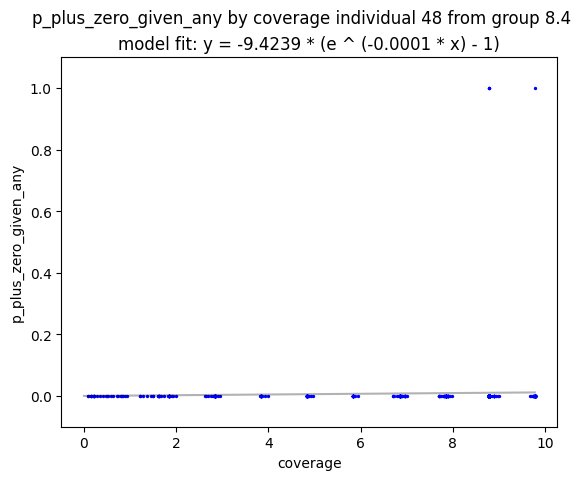 p_plus_zero_given_any by coverage individual 48 from group 8.4
model fit: y = -9.4239 * (e ^ (-0.0001 * x) - 1)
1.0
0.8
0.6
0.4
0.2
0.0
p_plus_zero_given_any
0 2 4 6 8 10
coverage